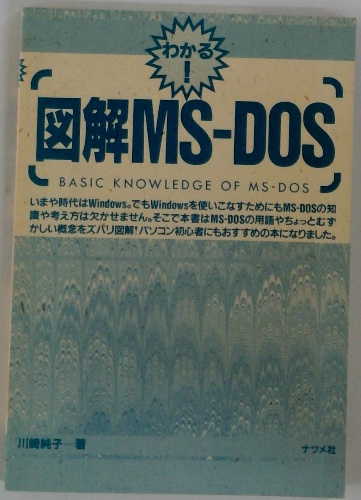 わかる!
図解MS-DOS
BASIC KNOWLEDGE OF MS-DOS
いまや時代はWindows。でもWindowsを使いこなすためにもMS-DOSの知
識や考え方は欠かせません。そこで本書はMS-DOSの用語やちょっとむず
かしい概念をズバリ図解!パソコン初心者にもおすすめの本になりました。
川崎純子 著
ナツメ社